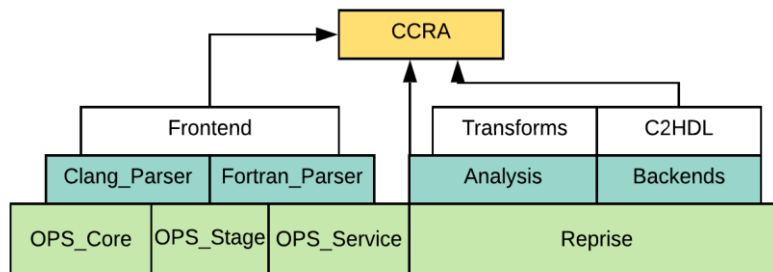 CCRA
Frontend
Transforms
C2HDL
Clang_Parser
Fortran_Parser
Analysis
Backends
OPS_Core
OPS_Stage
OPS_Service
Reprise